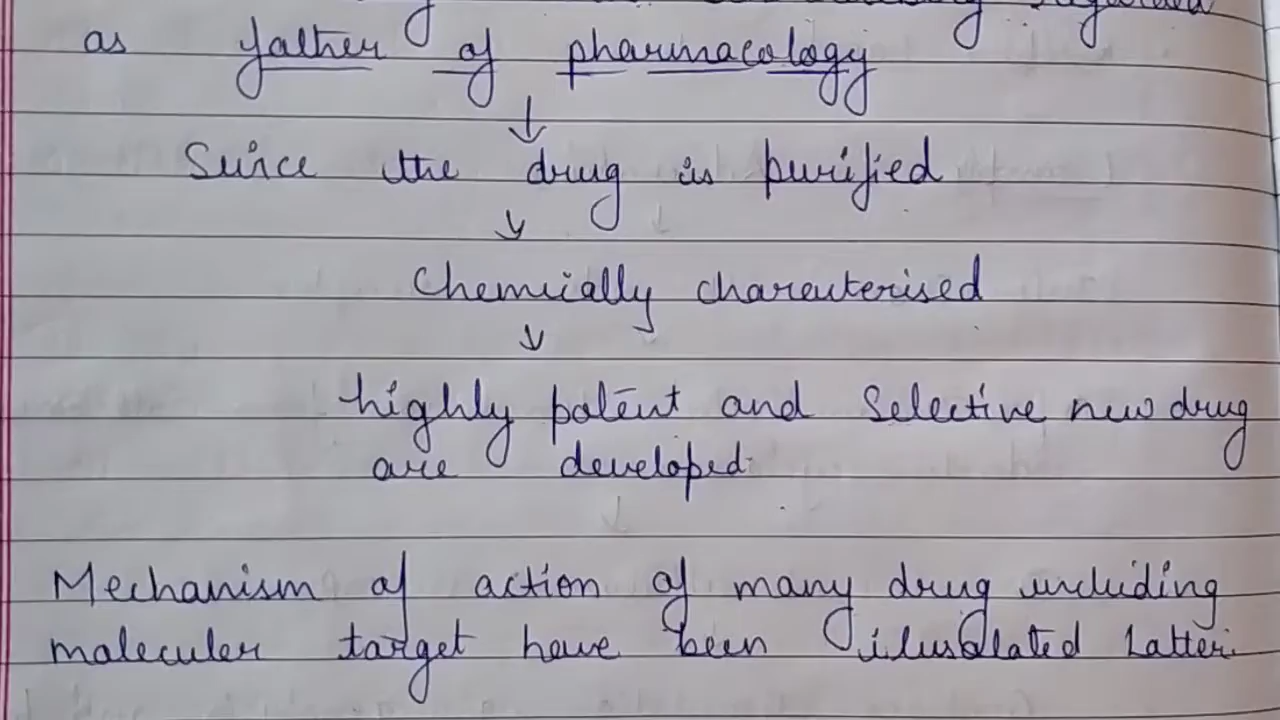 regarded
as father of pharmacology
↓
Since the drug is purified
↓
Chemically charecterised
↓
highly potent and Selective new drug
are developed.
Mechanism of action of many drug including
moleculer target have been Latter.